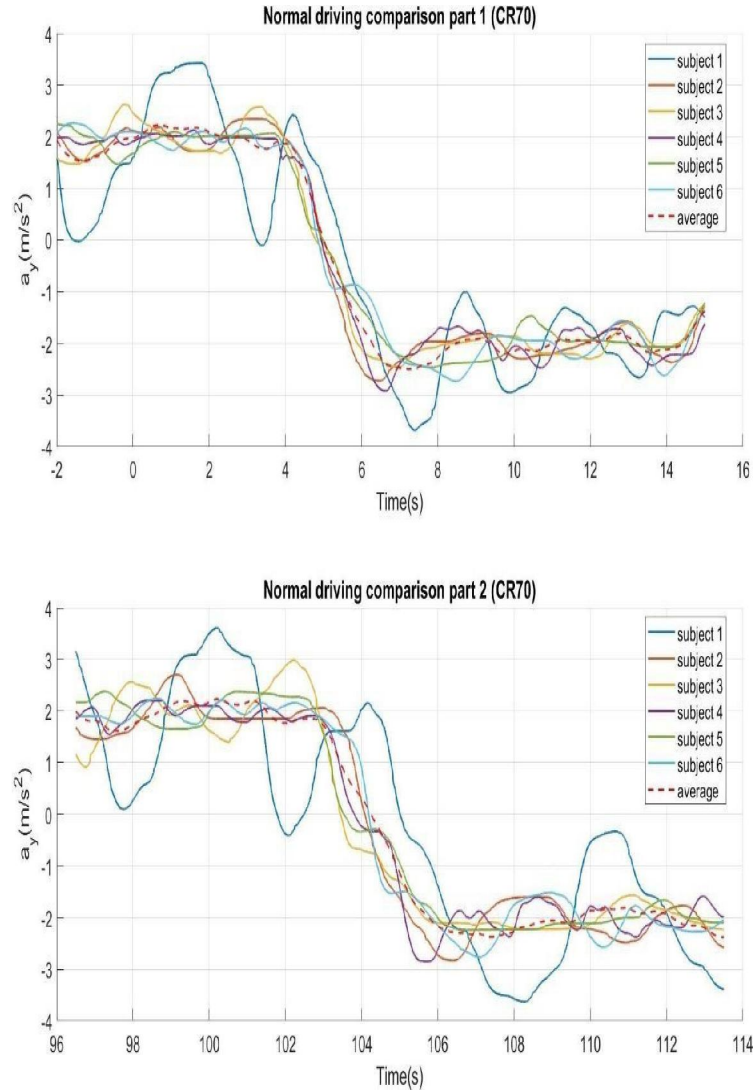 Normal driving comparison part 1 (CR70)
4
3
2
1
0
-1
-2
-3
-4
a_y(m/s²)
subject 1
subject 2
subject 3
subject 4
subject 5
subject 6
average
-2 0 2 4 6 8 10 12 14 16
Time(s)
Normal driving comparison part 2 (CR70)
4
3
2
1
0
-1
-2
-3
-4
a_y(m/s²)
subject 1
subject 2
subject 3
subject 4
subject 5
subject 6
average
96 98 100 102 104 106 108 110 112 114
Time(s)